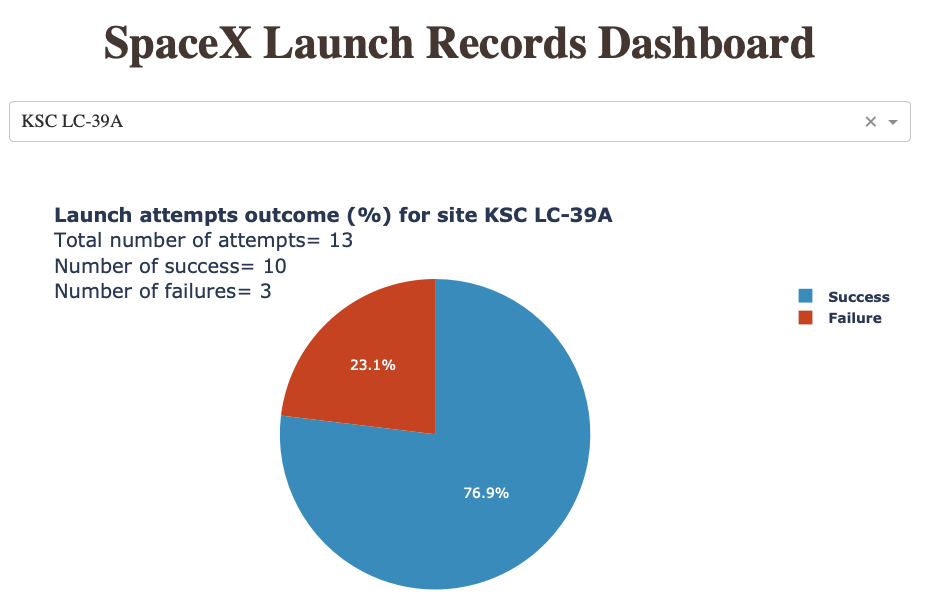 SpaceX Launch Records Dashboard
KSC LC-39A
Launch attempts outcome (%) for site KSC LC-39A
Total number of attempts= 13
Number of success= 10
Number of failures= 3
Success
Failure
23.1%
76.9%